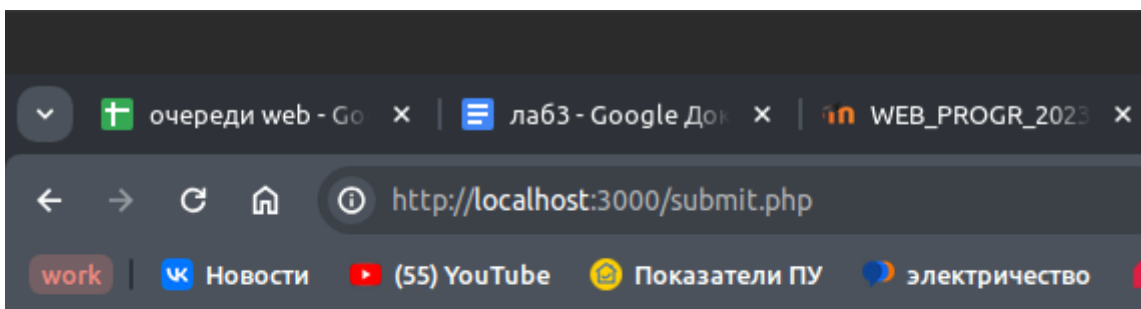 очереди web - Go
лаб3 - Google Док
WEB_PROGR_2023
http://localhost:3000/submit.php
work
Новости
(55) YouTube
Показатели ПУ
электричество